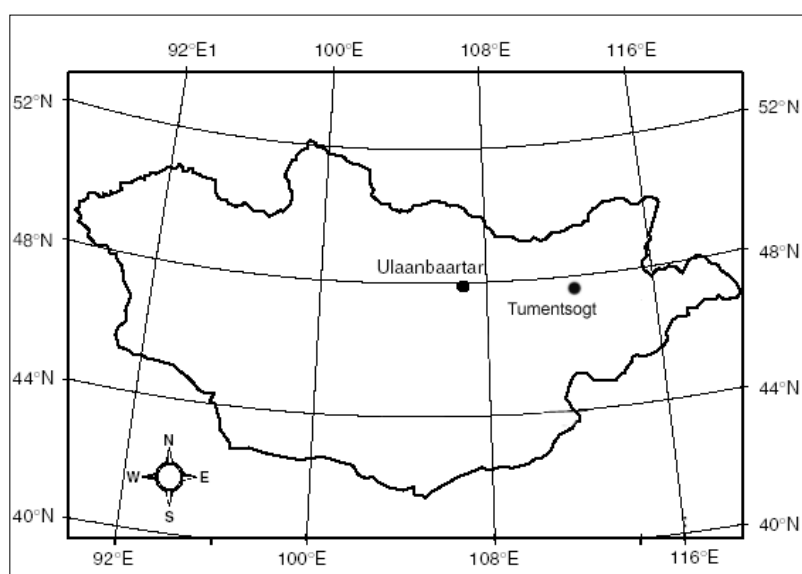 92°E1 100°E 108°E 116°E
52°N 52°N
48°N 48°N
Ulaanbaartar
Tumentsogt
44°N 44°N
N
W E
S
40°N 40°N
92°E 100°E 108°E 116°E